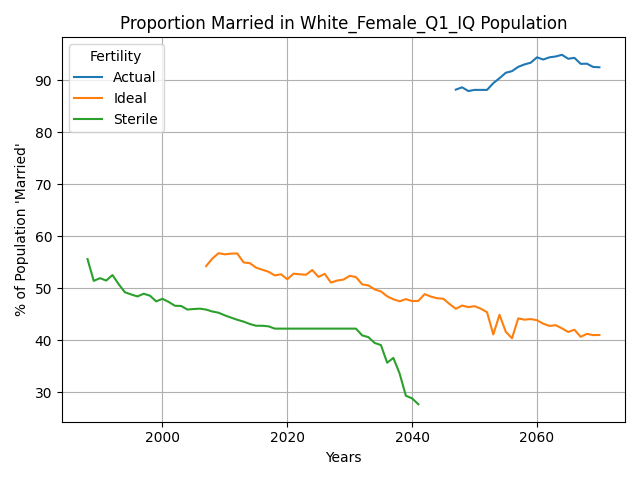 Proportion Married in White_Female_Q1_IQ Population
Fertility
Actual
Ideal
Sterile
% of Population 'Married'
90
80
70
60
50
40
30
2000
2020
2040
2060
Years